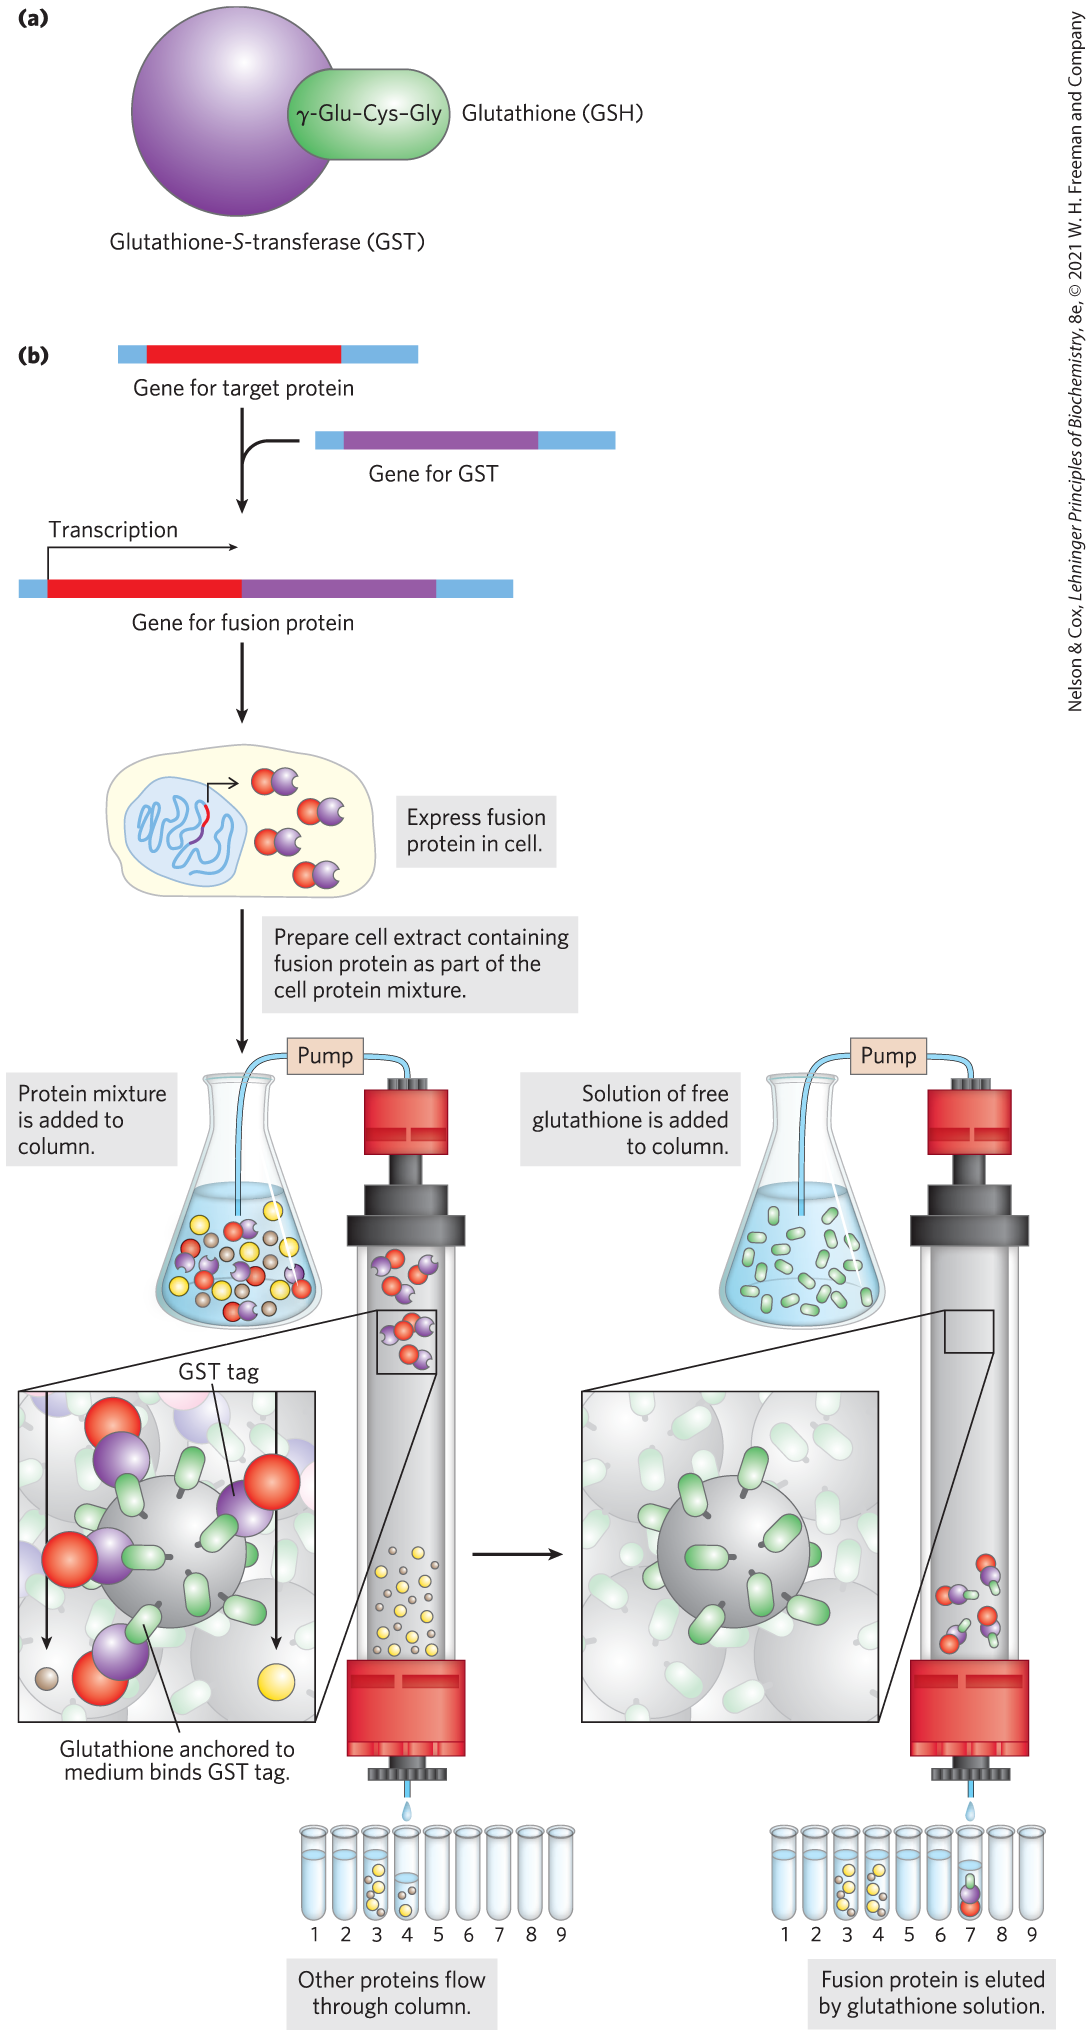 (a)
γ-Glu–Cys–Gly
Glutathione (GSH)
Glutathione-S-transferase (GST)
Nelson & Cox, Lehninger Principles of Biochemistry, 8e, © 2021 W. H. Freeman and Company
(b)
Gene for target protein
Gene for GST
Transcription
Gene for fusion protein
Express fusion
protein in cell.
Prepare cell extract containing
fusion protein as part of the
cell protein mixture.
Pump
Protein mixture
is added to
column.
Pump
Solution of free
glutathione is added
to column.
GST tag
Glutathione anchored to
medium binds GST tag.
1 2 3 4 5 6 7 8 9
Other proteins flow
through column.
1 2 3 4 5 6 7 8 9
Fusion protein is eluted
by glutathione solution.